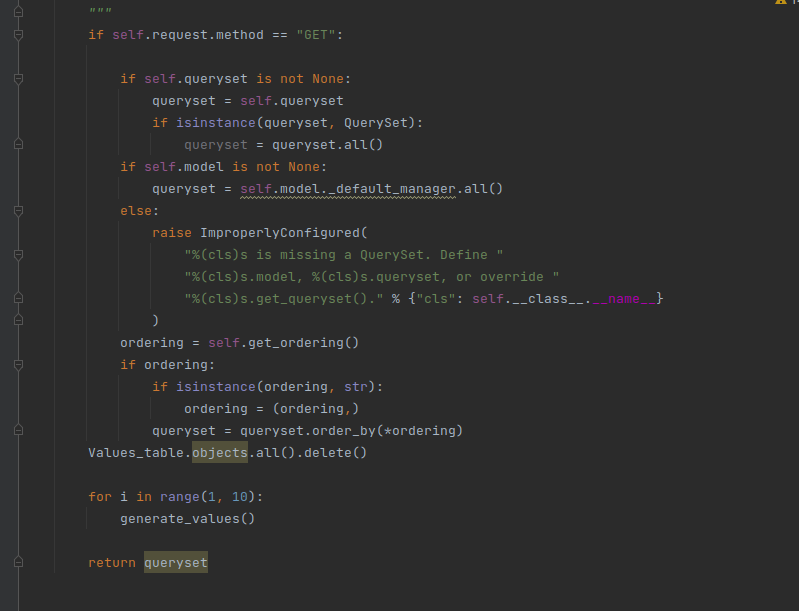 """
if self.request.method == "GET":
if self.queryset is not None:
queryset = self.queryset
if isinstance(queryset, QuerySet):
queryset = queryset.all()
if self.model is not None:
queryset = self.model._default_manager.all()
else:
raise ImproperlyConfigured(
"%(cls)s is missing a QuerySet. Define "
"%(cls)s.model, %(cls)s.queryset, or override "
"%(cls)s.get_queryset()." % {"cls": self.__class__.__name__}
)
ordering = self.get_ordering()
if ordering:
if isinstance(ordering, str):
ordering = (ordering,)
queryset = queryset.order_by(*ordering)
Values_table.objects.all().delete()
for i in range(1, 10):
generate_values()
return queryset